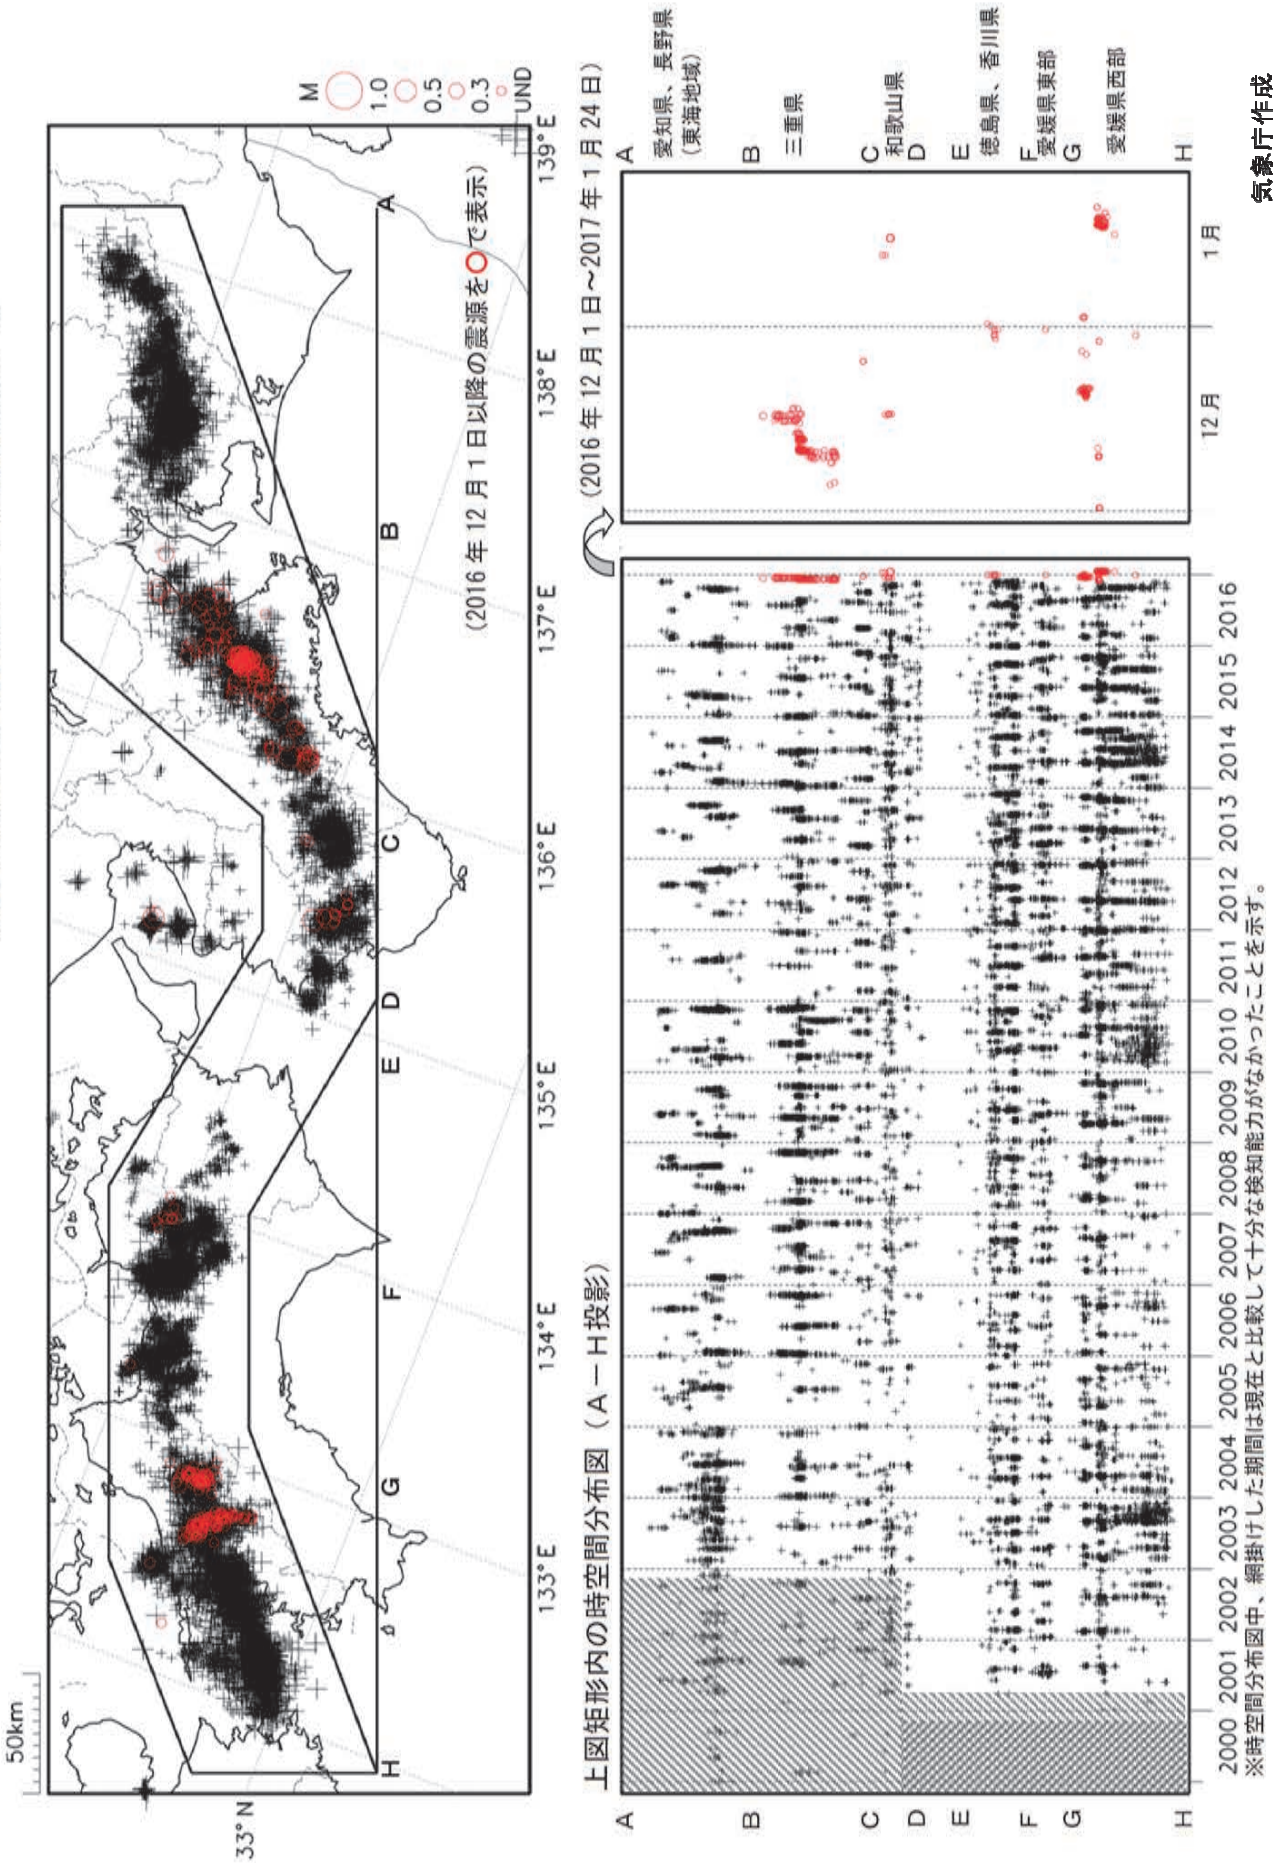 50km
33°N
133°E
134°E
135°E
136°E
137°E
138°E
139°E
M
1.0
0.5
0.3
UND
H
G
F
E
D
C
B
A
(2016年12月1日以降の震源を○で表示)
上図矩形内の時空間分布図(A-H投影)
(2016年12月1日~2017年1月24日)
A
B
C
D
E
F
G
H
2000 2001 2002 2003 2004 2005 2006 2007 2008 2009 2010 2011 2012 2013 2014 2015 2016
12月
1月
A
愛知県、長野県
(東海地域)
B
三重県
C
和歌山県
D
E
徳島県、香川県
F
愛媛県東部
G
愛媛県西部
H
※時空間分布図中、網掛けした期間は現在と比較して十分な検知能力がなかったことを示す。
気象庁作成